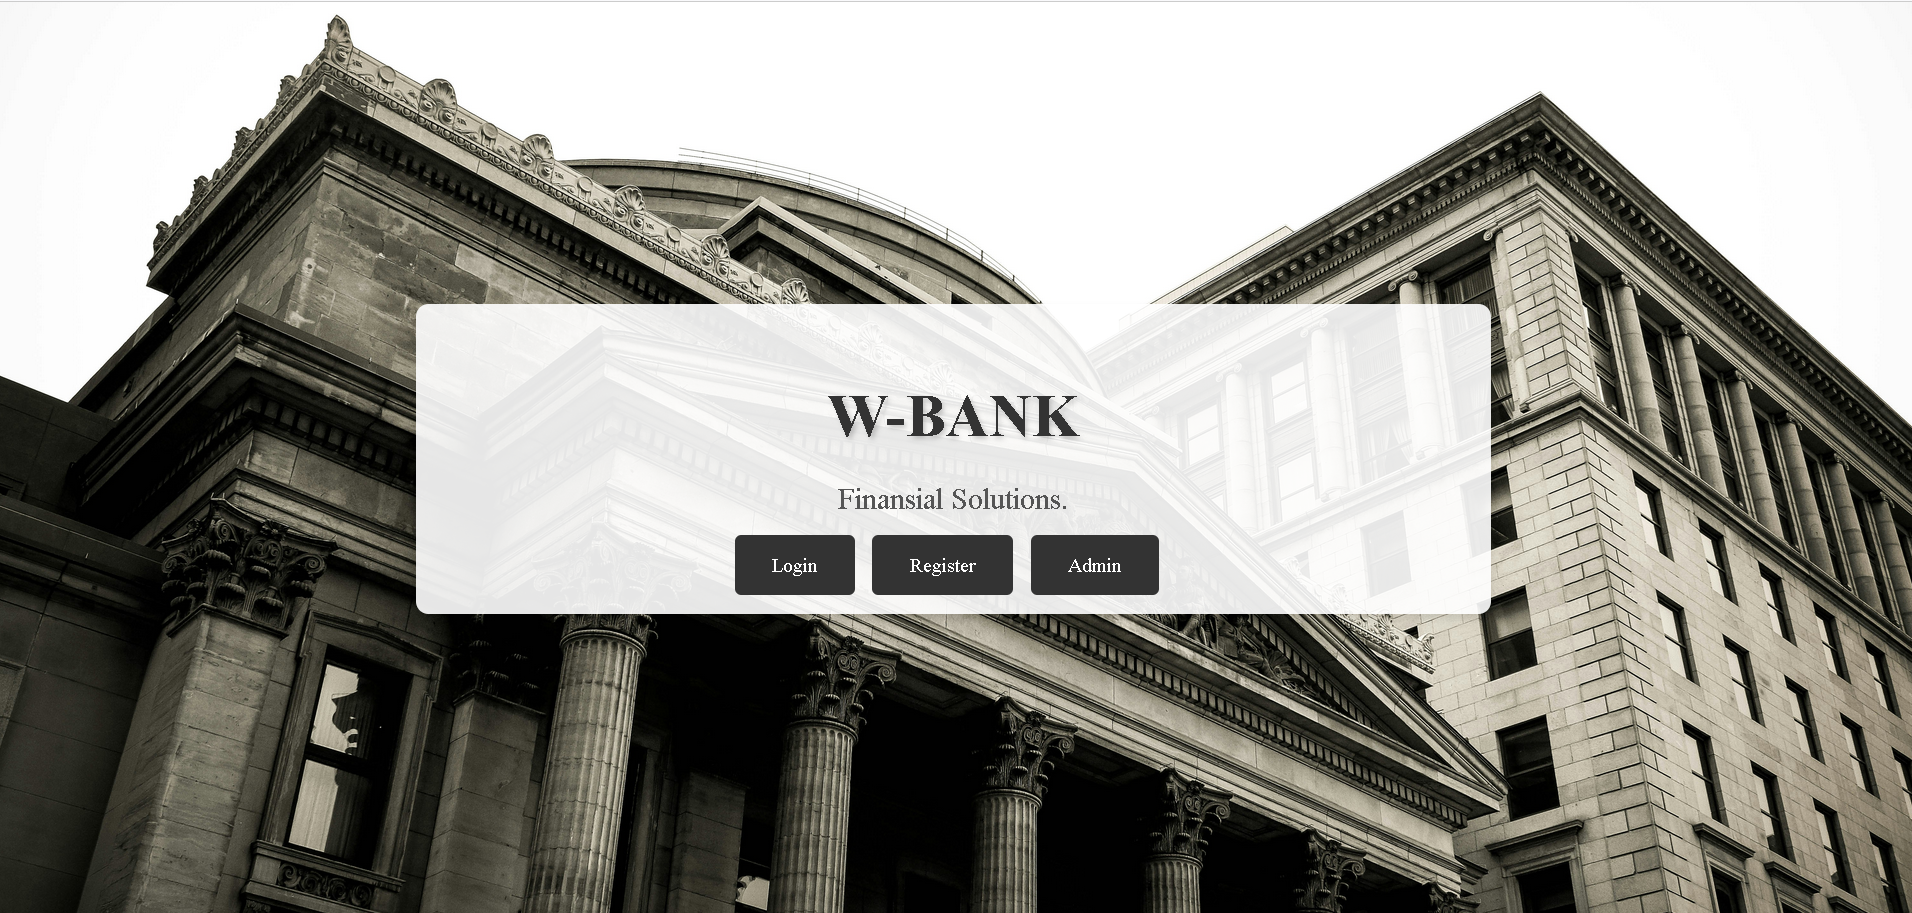 W-BANK
Finansial Solutions.
Login
Register
Admin